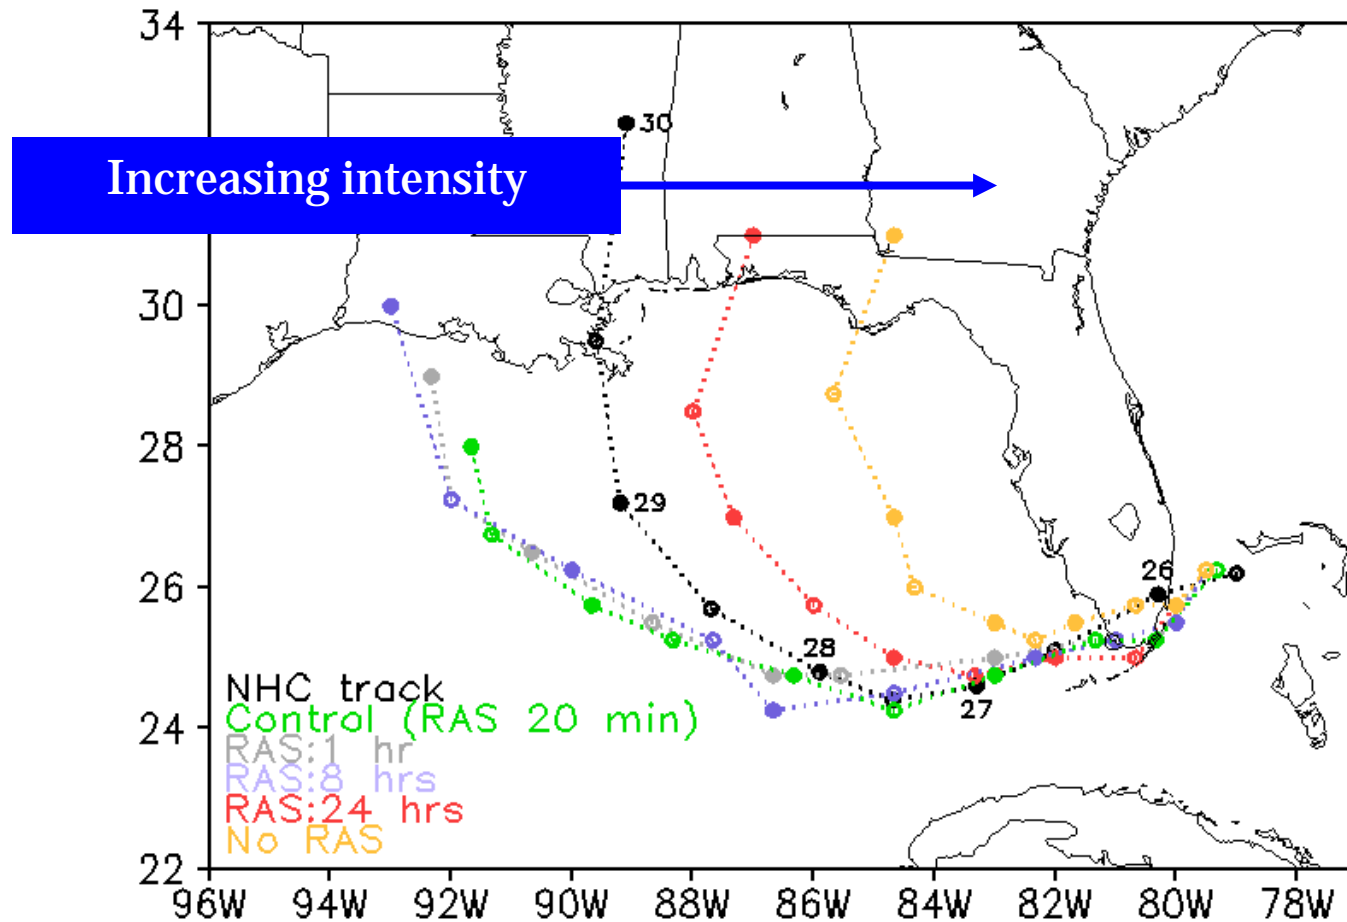 34
30
Increasing intensity
30
29
28
28
26
26
27
24
22
NHC track
Control (RAS 20 min)
RAS:1 hr
RAS:8 hrs
RAS:24 hrs
No RAS
96W 94W 92W 90W 88W 86W 84W 82W 80W 78W